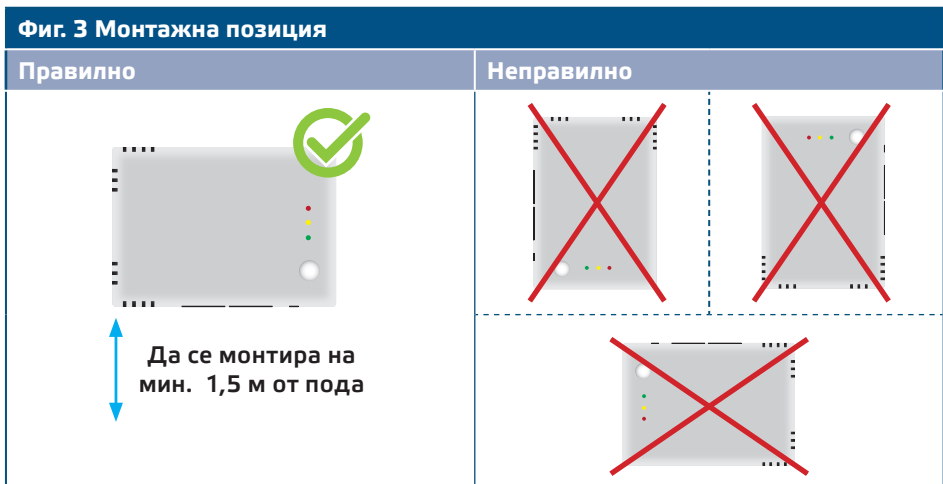 Фиг. 3 Монтажна позиция
Правилно
Неправилно
Да се монтира на
мин. 1,5 м от пода